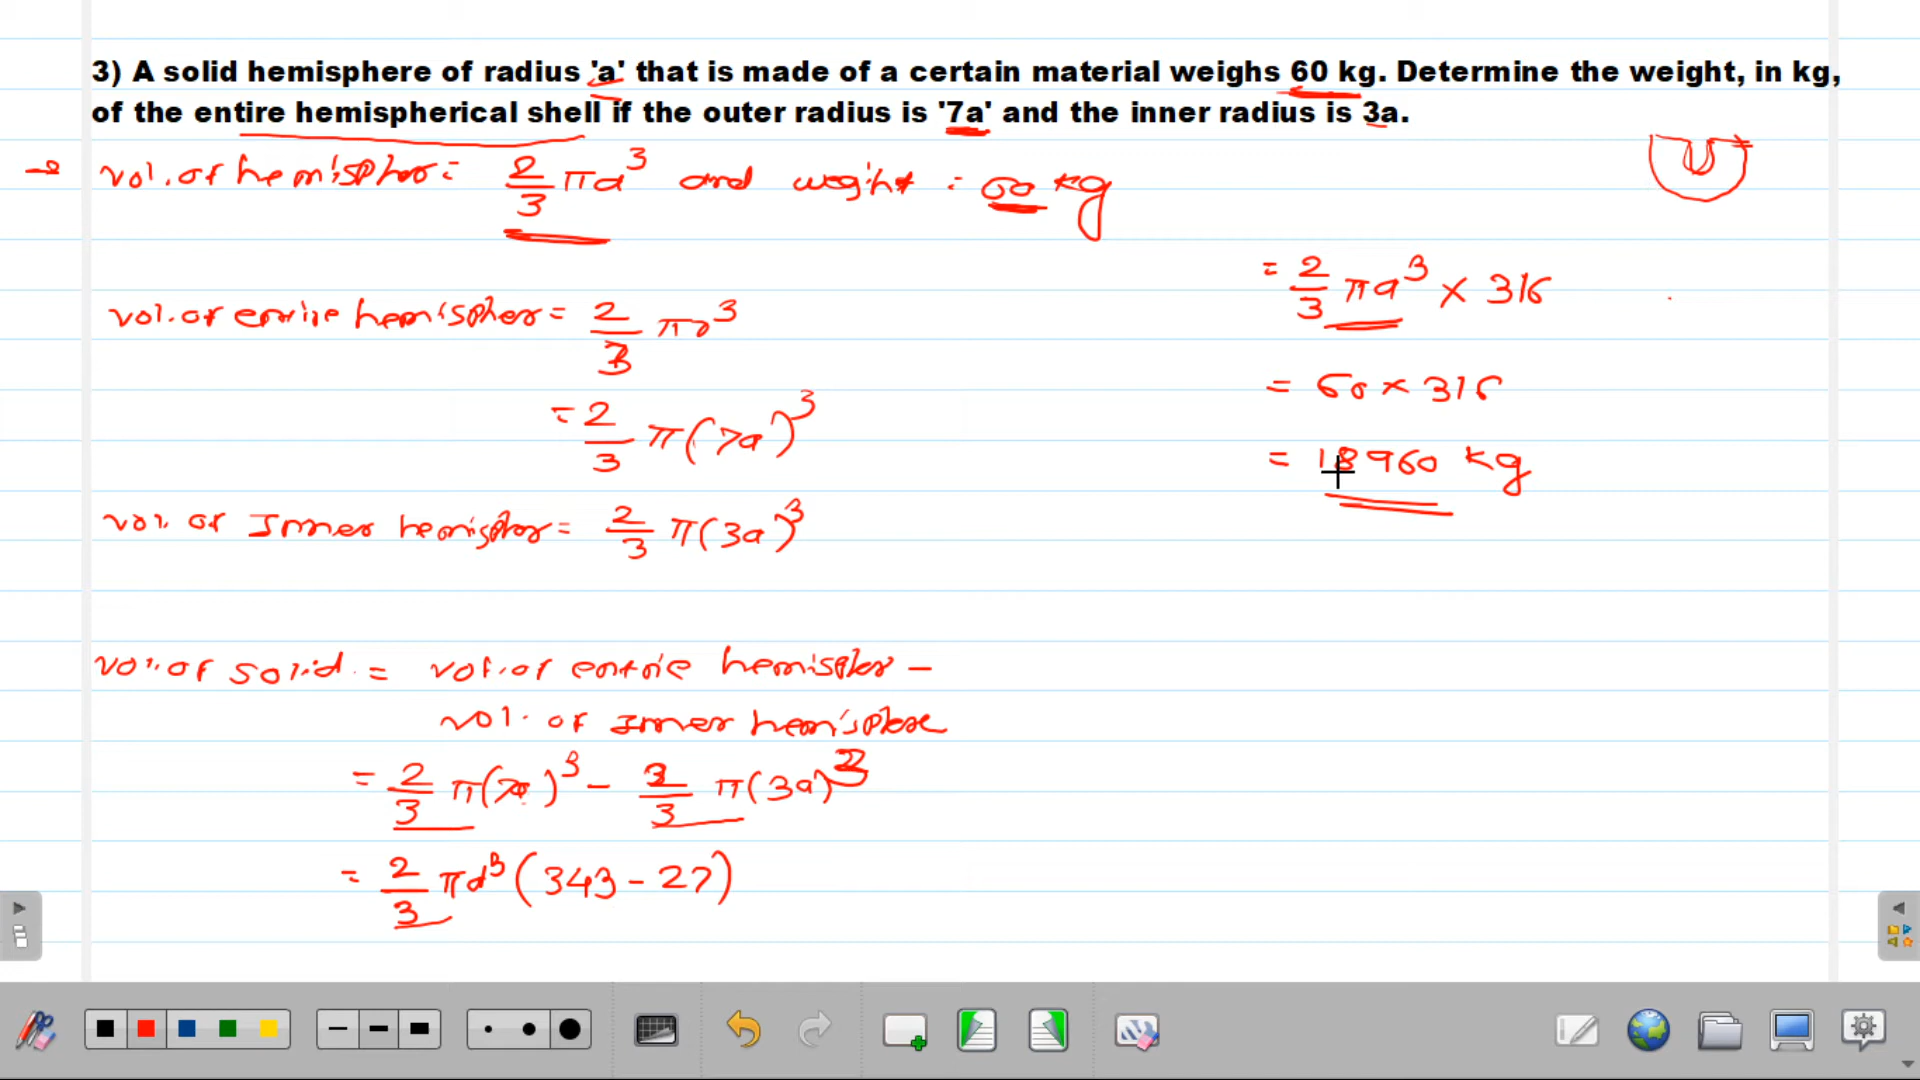 3) A solid hemisphere of radius 'a' that is made of a certain material weighs 60 kg. Determine the weight, in kg,
of the entire hemispherical shell if the outer radius is '7a' and the inner radius is 3a.
→ vol. of hemispher = 2/3 πa³ and weight = 60 kg
vol. of entire hemispher = 2/3 πr³
= 2/3 π(7a)³
vol. of Inner hemispher = 2/3 π(3a)³
vol. of solid = vol. of entire hemispher −
vol. of Inner hemisphere
= 2/3 π(7a)³ − 2/3 π(3a)³
= 2/3 πa³(343 − 27)
= 2/3 πa³ × 316
= 60 × 316
= 18960 kg